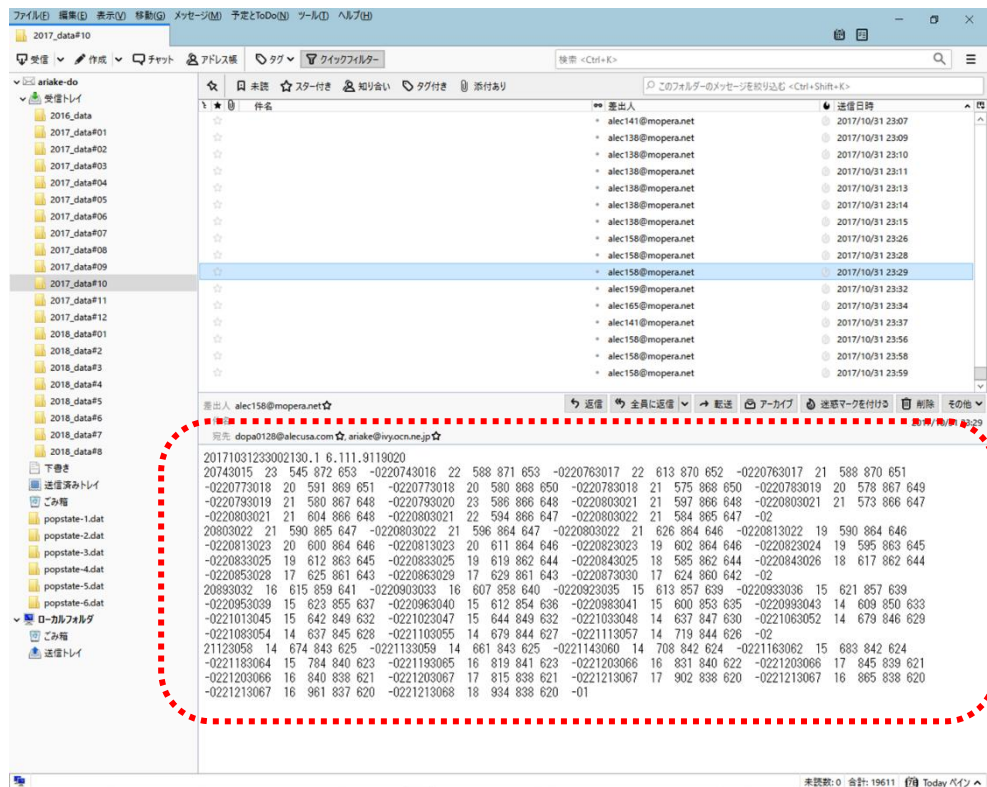 ファイル(F) 編集(E) 表示(V) 移動(G) メッセージ(M) 予定とToDo(N) ツール(T) ヘルプ(H)
2017_data#10
受信 作成 チャット アドレス帳 タグ クイックフィルター 検索 <Ctrl+K>
ariake-do
受信トレイ
2016_data
2017_data#01
2017_data#02
2017_data#03
2017_data#04
2017_data#05
2017_data#06
2017_data#07
2017_data#08
2017_data#09
2017_data#10
2017_data#11
2017_data#12
2018_data#01
2018_data#2
2018_data#3
2018_data#4
2018_data#5
2018_data#6
2018_data#7
2018_data#8
下書き
送信済みトレイ
ごみ箱
popstate-1.dat
popstate-2.dat
popstate-3.dat
popstate-4.dat
popstate-5.dat
popstate-6.dat
ローカルフォルダ
ごみ箱
送信トレイ
未読 スター付き 知り合い タグ付き 添付あり このフォルダーのメッセージを絞り込む <Ctrl+Shift+K>
件名 差出人 送信日時
alec141@mopera.net 2017/10/31 23:07
alec138@mopera.net 2017/10/31 23:09
alec138@mopera.net 2017/10/31 23:10
alec138@mopera.net 2017/10/31 23:11
alec138@mopera.net 2017/10/31 23:13
alec138@mopera.net 2017/10/31 23:14
alec138@mopera.net 2017/10/31 23:15
alec158@mopera.net 2017/10/31 23:26
alec158@mopera.net 2017/10/31 23:28
alec158@mopera.net 2017/10/31 23:29
alec159@mopera.net 2017/10/31 23:32
alec165@mopera.net 2017/10/31 23:34
alec141@mopera.net 2017/10/31 23:37
alec158@mopera.net 2017/10/31 23:56
alec158@mopera.net 2017/10/31 23:58
alec158@mopera.net 2017/10/31 23:59
差出人 alec158@mopera.net 返信 全員に返信 転送 アーカイブ 迷惑マークを付ける 削除 その他
件名
宛先 dopa0128@alecusa.com, ariake@ivy.ocn.ne.jp
20171031233002130.1 6.111.9119020
20743015 23 545 872 653 -0220743016 22 588 871 653 -0220763017 22 613 870 652 -0220763017 21 588 870 651
-0220773018 20 591 869 651 -0220773018 20 580 868 650 -0220783018 21 575 868 650 -0220783019 20 578 867 649
-0220793019 21 580 867 648 -0220793020 23 586 866 648 -0220803021 21 597 866 648 -0220803021 21 573 866 647
-0220803021 21 604 866 648 -0220803021 22 594 866 647 -0220803022 21 584 865 647 -02
20803022 21 590 865 647 -0220803022 21 596 864 647 -0220803022 21 626 864 646 -0220813022 19 590 864 646
-0220813023 20 600 864 646 -0220813023 20 611 864 646 -0220823023 19 602 864 646 -0220823024 19 595 863 645
-0220833025 19 612 863 645 -0220833025 19 619 862 644 -0220843025 18 585 862 644 -0220843026 18 617 862 644
-0220853028 17 625 861 643 -0220863029 17 629 861 643 -0220873030 17 624 860 642 -02
20893032 16 615 859 641 -0220903033 16 607 858 640 -0220923035 15 613 857 639 -0220933036 15 621 857 639
-0220953039 15 623 855 637 -0220963040 15 612 854 636 -0220983041 15 600 853 635 -0220993043 14 609 850 633
-0221013045 15 642 849 632 -0221023047 15 644 849 632 -0221033048 14 637 847 630 -0221063052 14 679 846 629
-0221083054 14 637 845 628 -0221103055 14 679 844 627 -0221113057 14 719 844 626 -02
21123058 14 674 843 625 -0221133059 14 661 843 625 -0221143060 14 708 842 624 -0221163062 15 683 842 624
-0221183064 15 784 840 623 -0221193065 16 819 841 623 -0221203066 16 831 840 622 -0221203066 17 845 839 621
-0221203066 16 840 838 621 -0221203067 17 815 838 621 -0221213067 17 902 838 620 -0221213067 16 865 838 620
-0221213067 16 961 837 620 -0221213068 18 934 838 620 -01
未読数: 0 合計: 19611 Today ペイン